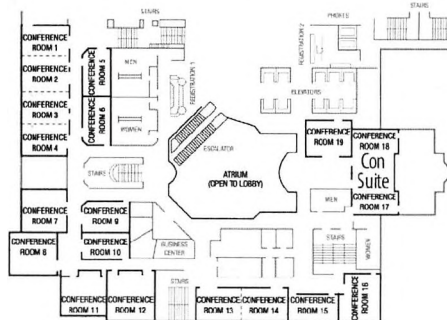 STAIRS
STAIRS
CONFERENCE
ROOM 1
CONFERENCE
ROOM 2
CONFERENCE
ROOM 3
CONFERENCE
ROOM 4
CONFERENCE
ROOM 5
CONFERENCE
ROOM 6
MEN
WOMEN
REGISTRATION 1
REGISTRATION 2
ELEVATORS
ESCALATOR
ATRIUM
(OPEN TO LOBBY)
CONFERENCE
ROOM 19
CONFERENCE
ROOM 18
Con
Suite
CONFERENCE
ROOM 17
MEN
STAIRS
CONFERENCE
ROOM 7
CONFERENCE
ROOM 8
CONFERENCE
ROOM 9
CONFERENCE
ROOM 10
BUSINESS
CENTER
STAIRS
WOMEN
STAIRS
CONFERENCE
ROOM 11
CONFERENCE
ROOM 12
CONFERENCE
ROOM 13
CONFERENCE
ROOM 14
CONFERENCE
ROOM 15
CONFERENCE
ROOM 16